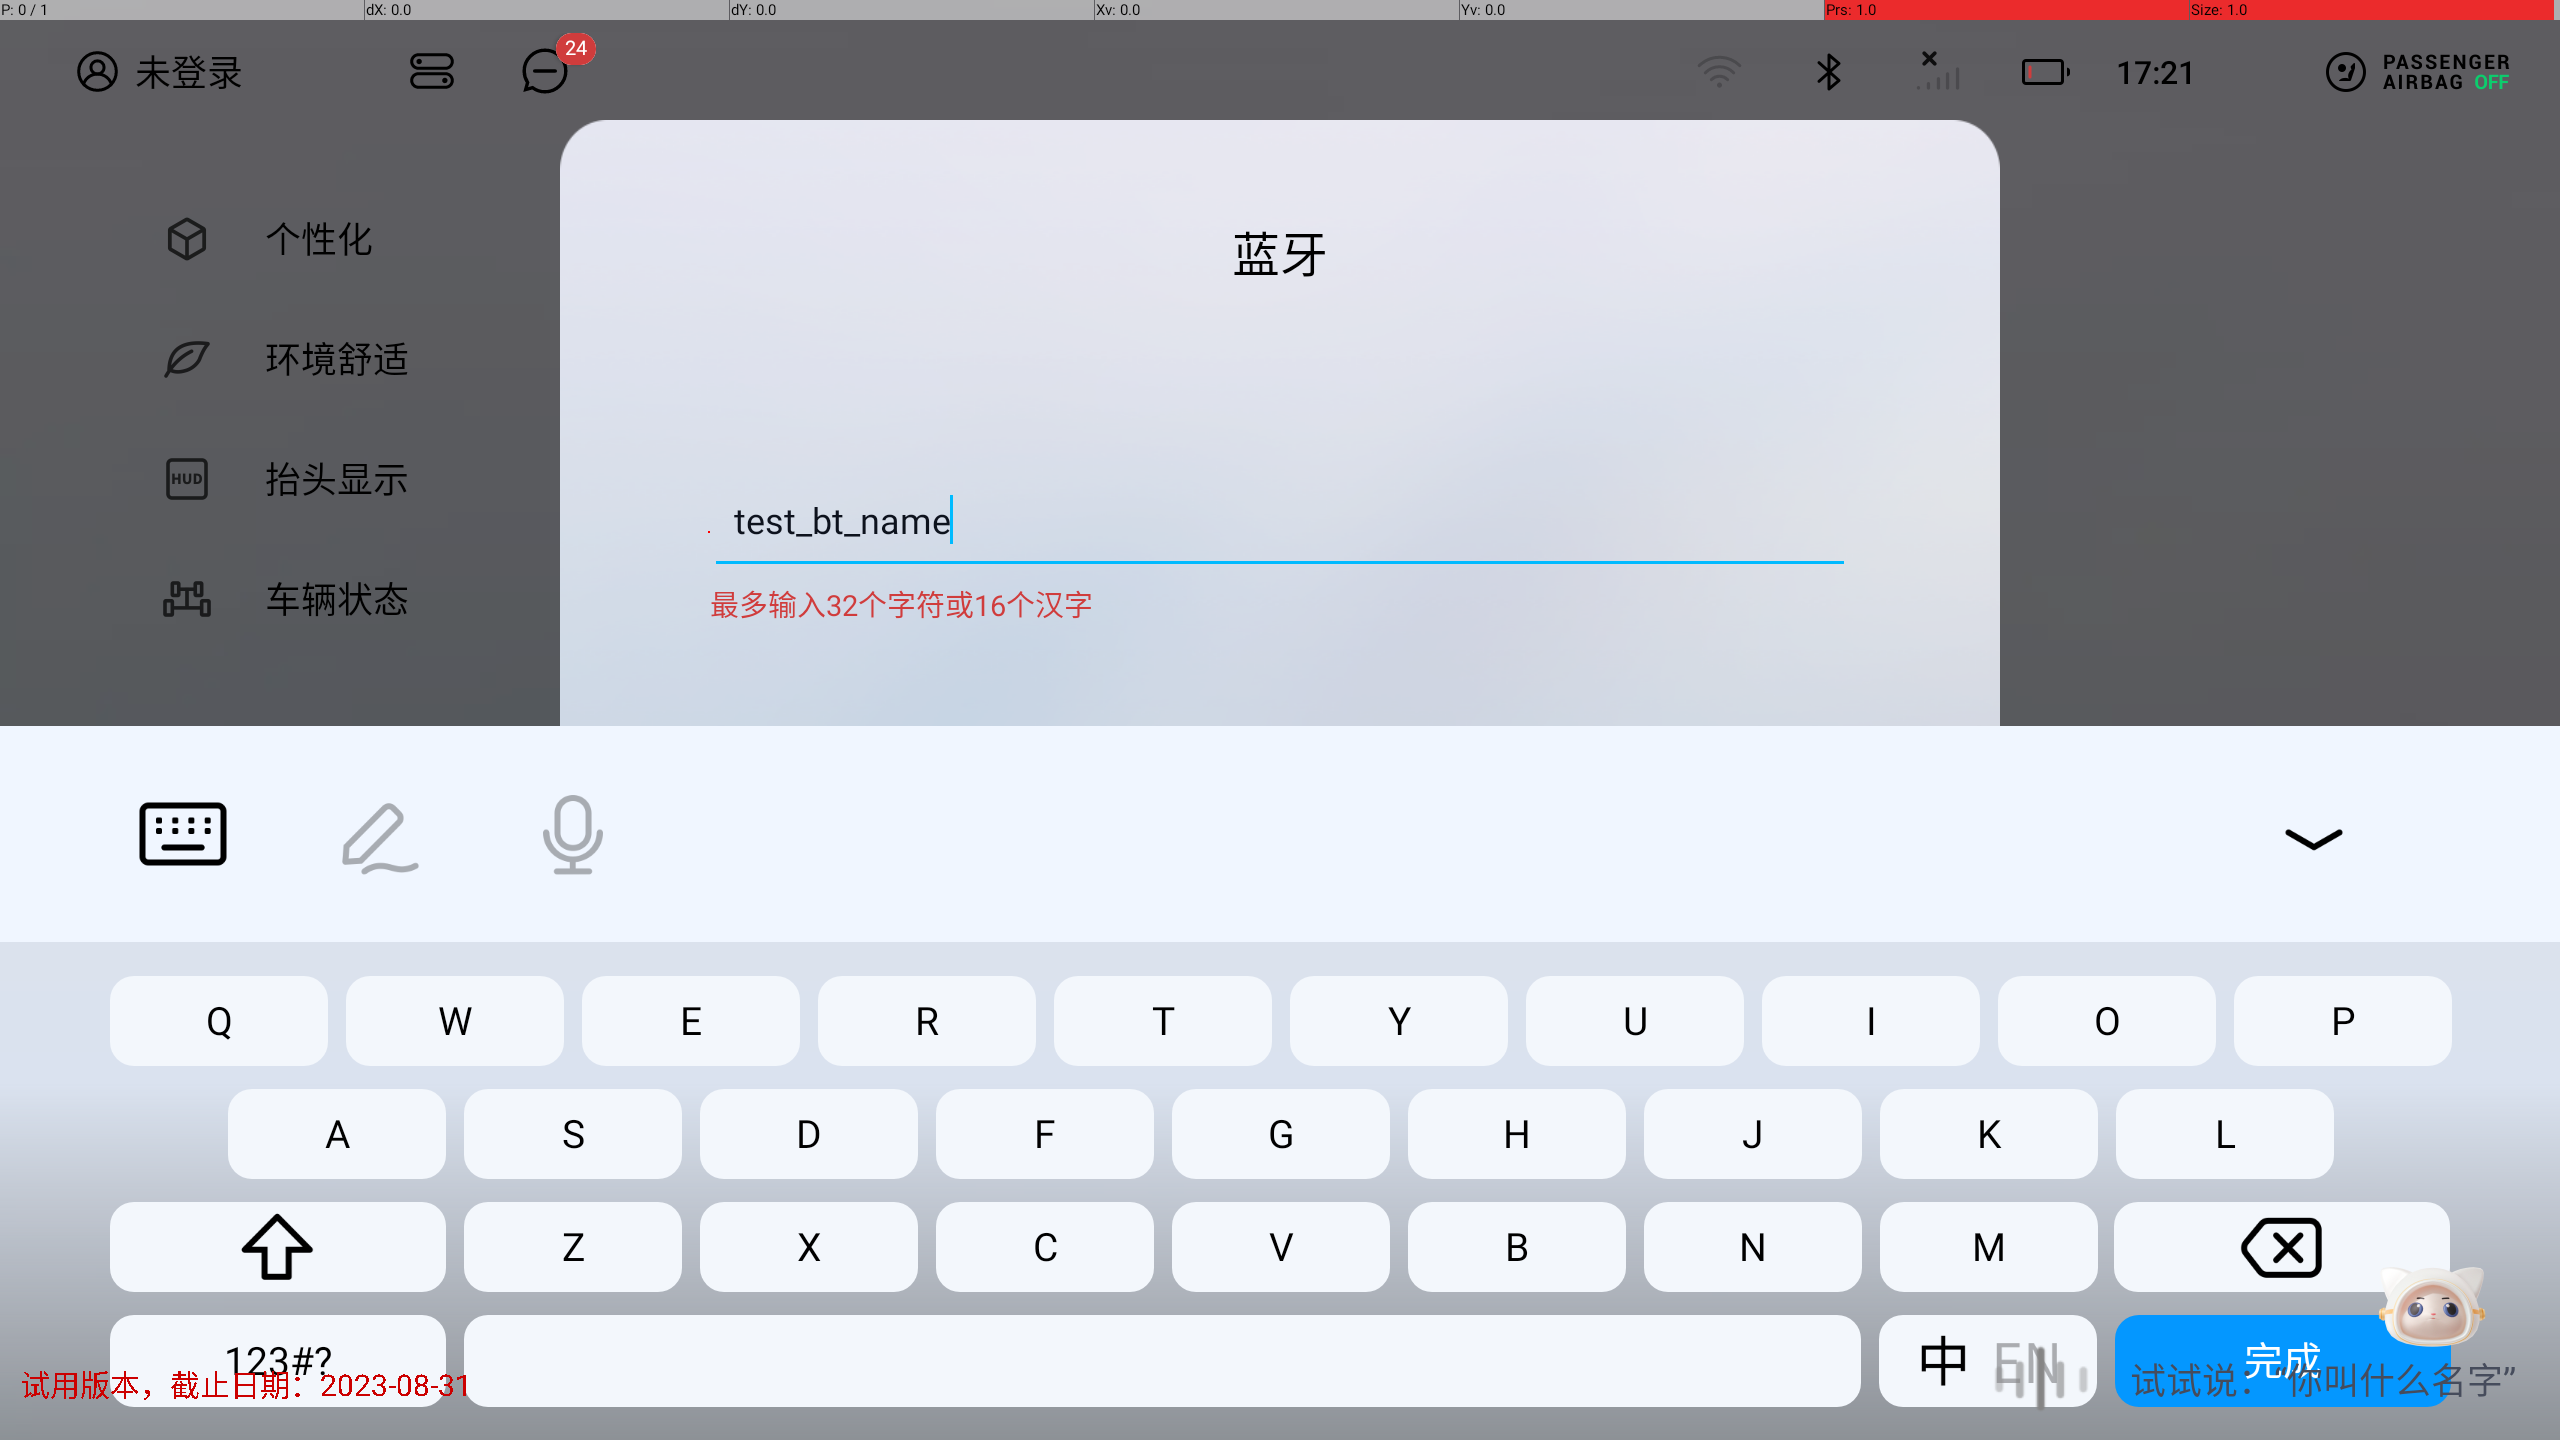 P: 0 / 1 dX: 0.0 dY: 0.0 Xv: 0.0 Yv: 0.0 Prs: 1.0 Size: 1.0
未登录 24 17:21 PASSENGER AIRBAG OFF
个性化
环境舒适
HUD 抬头显示
车辆状态
蓝牙
test_bt_name
最多输入32个字符或16个汉字
Q W E R T Y U I O P
A S D F G H J K L
Z X C V B N M
123#? 中 EN 完成
试用版本，截止日期：2023-08-31
试试说：“你叫什么名字”